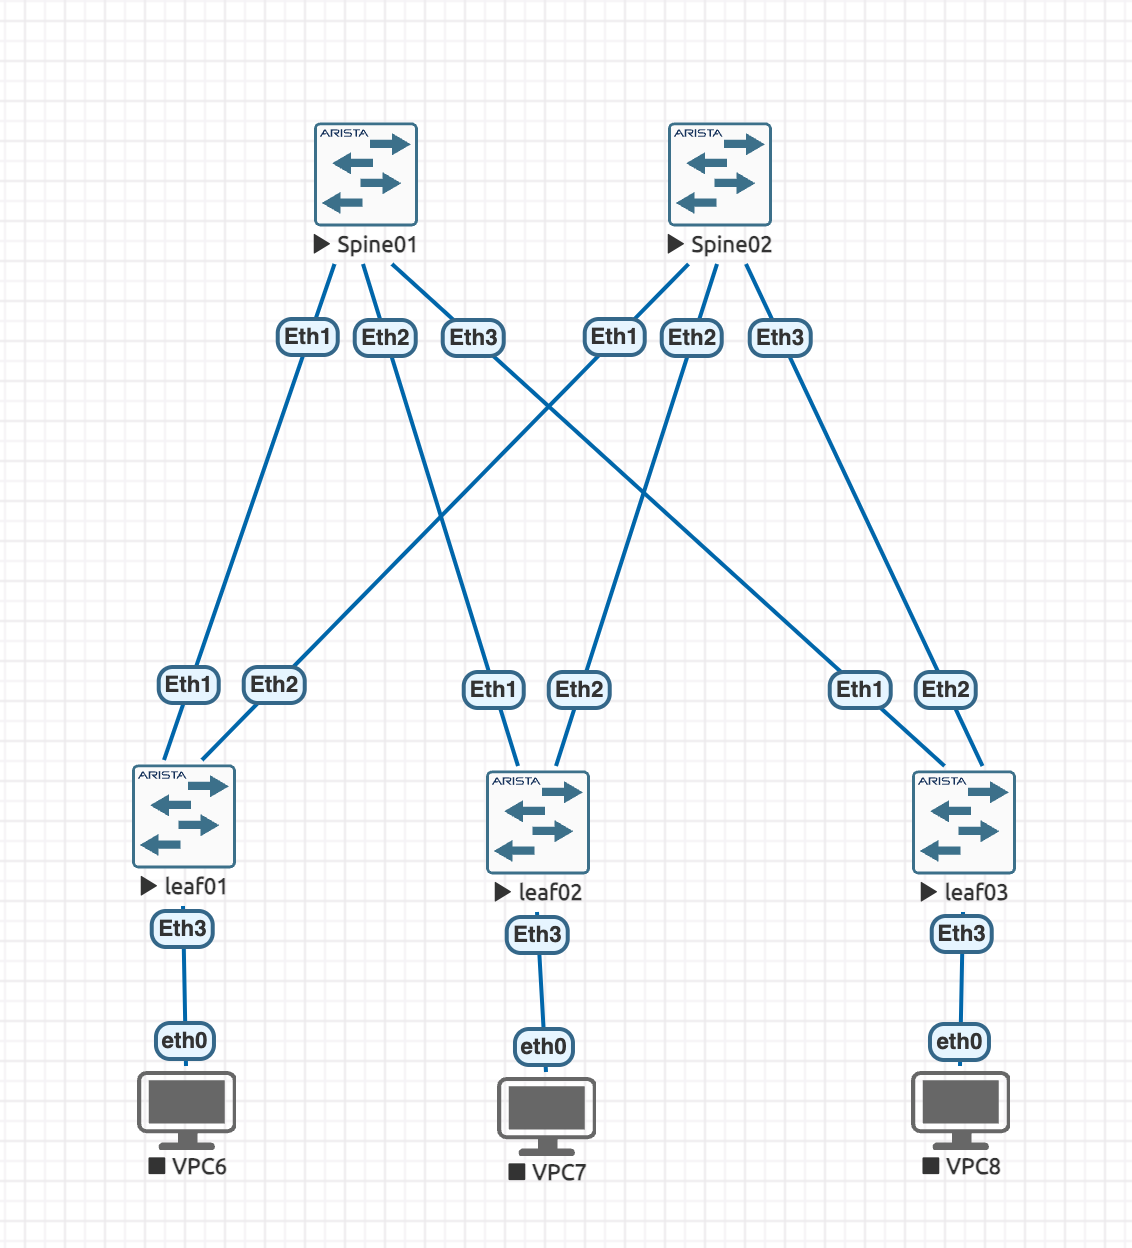 ARISTA
ARISTA
Spine01
Spine02
Eth1
Eth2
Eth3
Eth1
Eth2
Eth3
Eth1
Eth2
Eth1
Eth2
Eth1
Eth2
ARISTA
ARISTA
ARISTA
leaf01
leaf02
leaf03
Eth3
Eth3
Eth3
eth0
eth0
eth0
VPC6
VPC7
VPC8